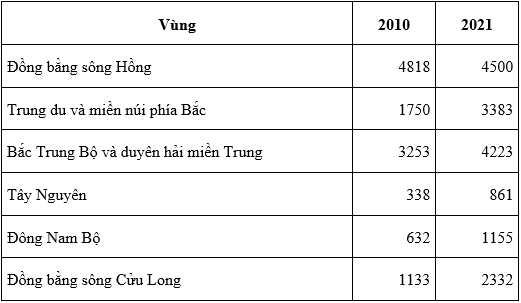 Vùng 2010 2021
Đồng bằng sông Hồng 4818 4500
Trung du và miền núi phía Bắc 1750 3383
Bắc Trung Bộ và duyên hải miền Trung 3253 4223
Tây Nguyên 338 861
Đông Nam Bộ 632 1155
Đồng bằng sông Cửu Long 1133 2332